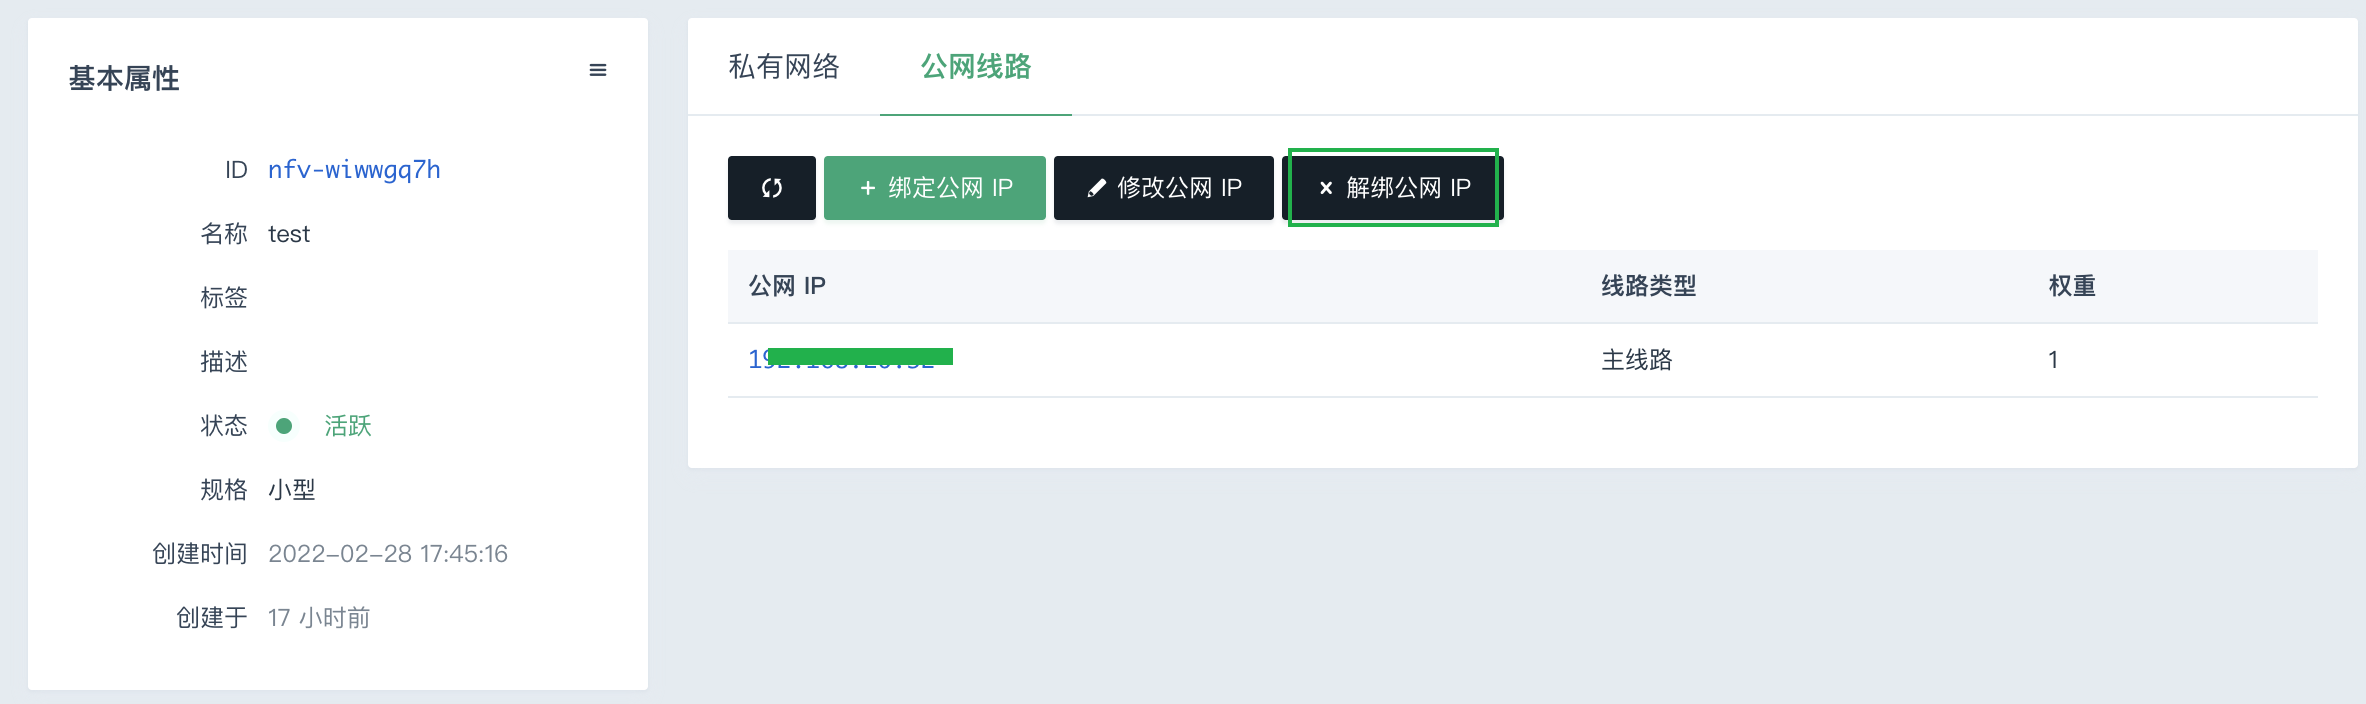 基本属性
ID nfv-wiwwgq7h
名称 test
标签
描述
状态 活跃
规格 小型
创建时间 2022-02-28 17:45:16
创建于 17 小时前
私有网络 公网线路
+ 绑定公网 IP 修改公网 IP × 解绑公网 IP
公网 IP 线路类型 权重
主线路 1